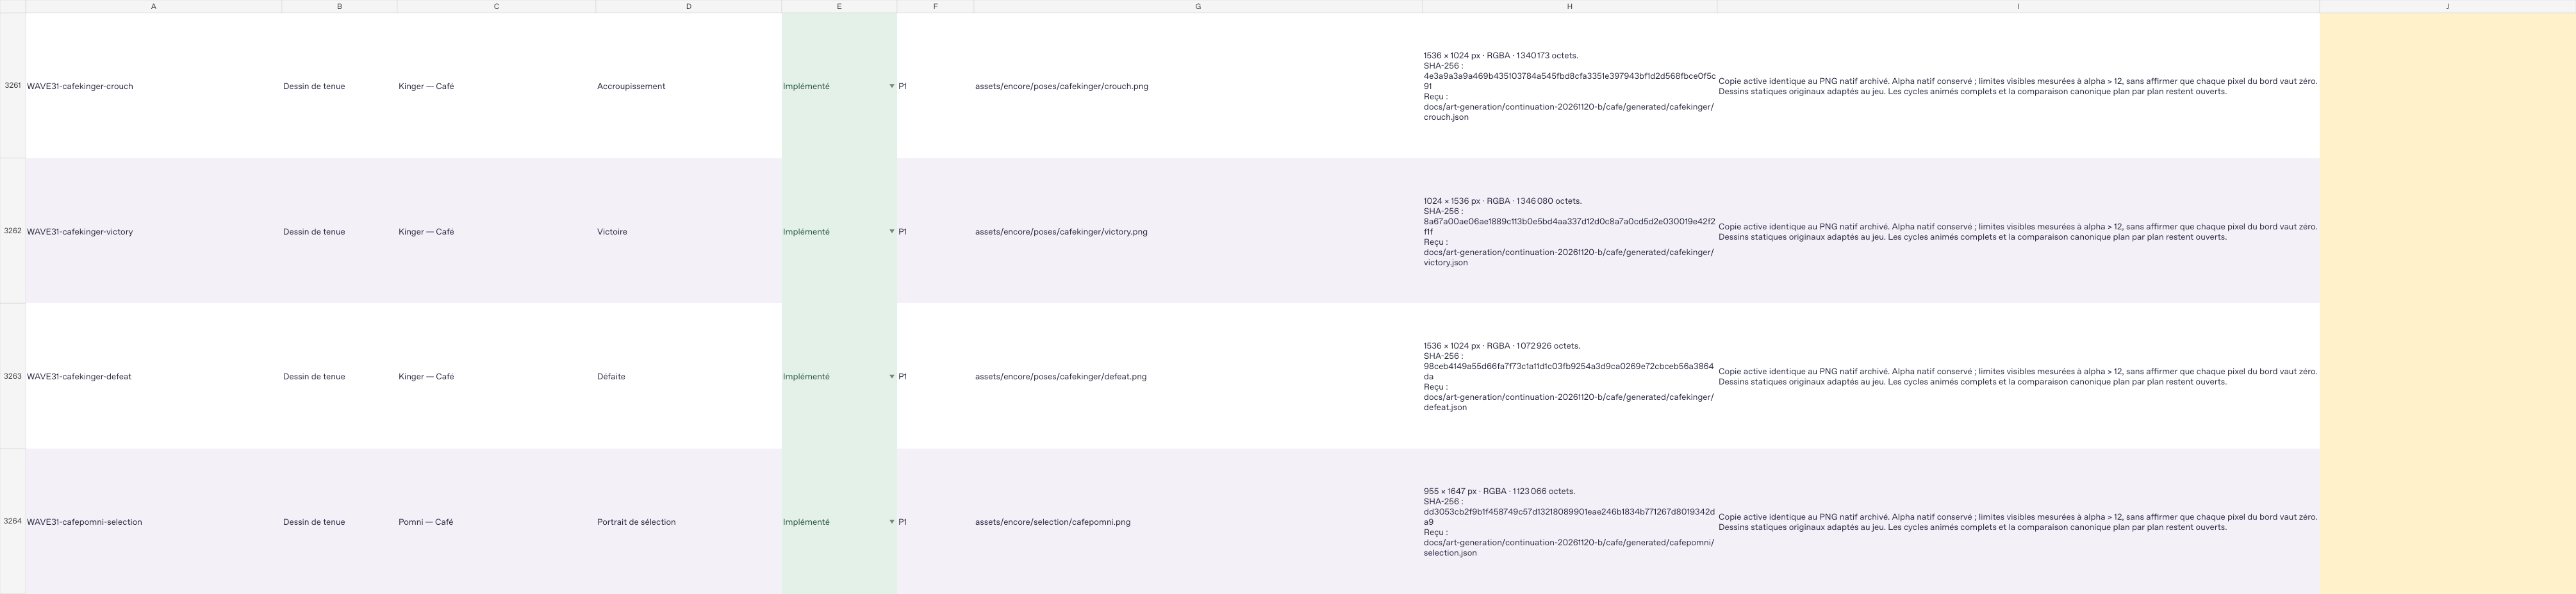 A B C D E F G H I J
3261 WAVE31-cafekinger-crouch Dessin de tenue Kinger — Café Accroupissement Implémenté P1 assets/encore/poses/cafekinger/crouch.png
1536 × 1024 px · RGBA · 1 340 173 octets.
SHA-256 :
4e3a9a3a9a469b435103784a545fbd8cfa3351e397943bf1d2d568fbce0f5c
91
Reçu :
docs/art-generation/continuation-20261120-b/cafe/generated/cafekinger/
crouch.json
Copie active identique au PNG natif archivé. Alpha natif conservé ; limites visibles mesurées à alpha > 12, sans affirmer que chaque pixel du bord vaut zéro.
Dessins statiques originaux adaptés au jeu. Les cycles animés complets et la comparaison canonique plan par plan restent ouverts.
3262 WAVE31-cafekinger-victory Dessin de tenue Kinger — Café Victoire Implémenté P1 assets/encore/poses/cafekinger/victory.png
1024 × 1536 px · RGBA · 1 346 080 octets.
SHA-256 :
8a67a00ae06ae1889c113b0e5bd4aa337d12d0c8a7a0cd5d2e030019e42f2
f1f
Reçu :
docs/art-generation/continuation-20261120-b/cafe/generated/cafekinger/
victory.json
Copie active identique au PNG natif archivé. Alpha natif conservé ; limites visibles mesurées à alpha > 12, sans affirmer que chaque pixel du bord vaut zéro.
Dessins statiques originaux adaptés au jeu. Les cycles animés complets et la comparaison canonique plan par plan restent ouverts.
3263 WAVE31-cafekinger-defeat Dessin de tenue Kinger — Café Défaite Implémenté P1 assets/encore/poses/cafekinger/defeat.png
1536 × 1024 px · RGBA · 1 072 926 octets.
SHA-256 :
98ceb4149a55d66fa7f73c1a11d1c03fb9254a3d9ca0269e72cbceb56a3864
da
Reçu :
docs/art-generation/continuation-20261120-b/cafe/generated/cafekinger/
defeat.json
Copie active identique au PNG natif archivé. Alpha natif conservé ; limites visibles mesurées à alpha > 12, sans affirmer que chaque pixel du bord vaut zéro.
Dessins statiques originaux adaptés au jeu. Les cycles animés complets et la comparaison canonique plan par plan restent ouverts.
3264 WAVE31-cafepomni-selection Dessin de tenue Pomni — Café Portrait de sélection Implémenté P1 assets/encore/selection/cafepomni.png
955 × 1647 px · RGBA · 1 123 066 octets.
SHA-256 :
dd3053cb2f9b1f458749c57d13218089901eae246b1834b771267d8019342d
a9
Reçu :
docs/art-generation/continuation-20261120-b/cafe/generated/cafepomni/
selection.json
Copie active identique au PNG natif archivé. Alpha natif conservé ; limites visibles mesurées à alpha > 12, sans affirmer que chaque pixel du bord vaut zéro.
Dessins statiques originaux adaptés au jeu. Les cycles animés complets et la comparaison canonique plan par plan restent ouverts.